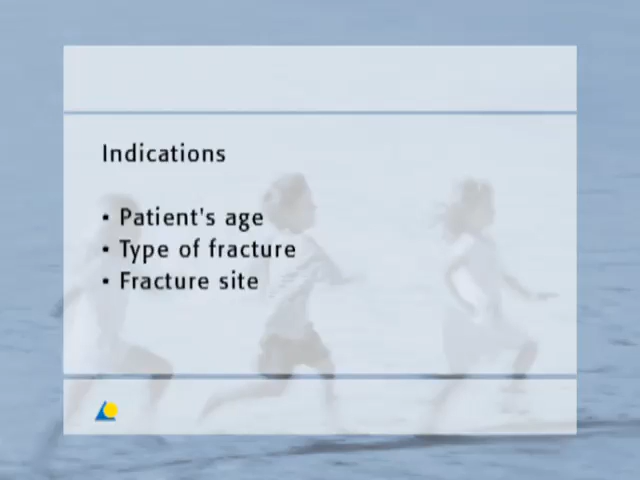 Indications
• Patient's age
• Type of fracture
• Fracture site